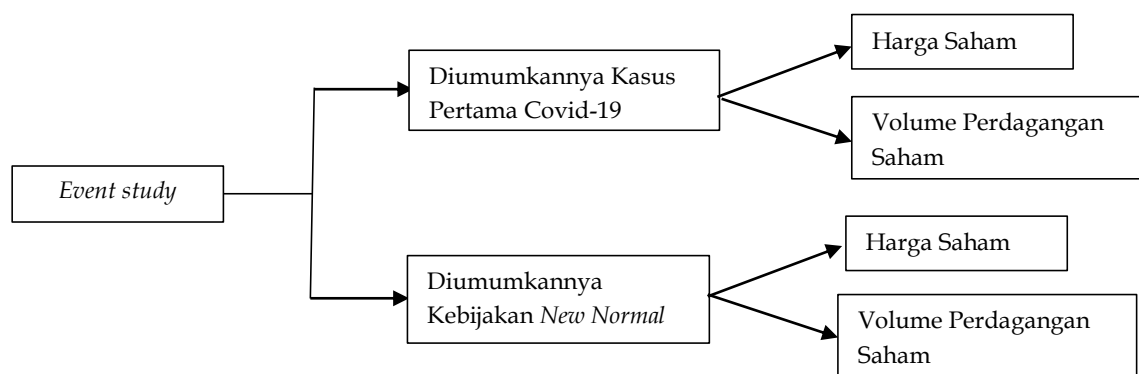 Event study
Diumumkannya Kasus
Pertama Covid-19
Harga Saham
Volume Perdagangan
Saham
Diumumkannya
Kebijakan New Normal
Harga Saham
Volume Perdagangan
Saham